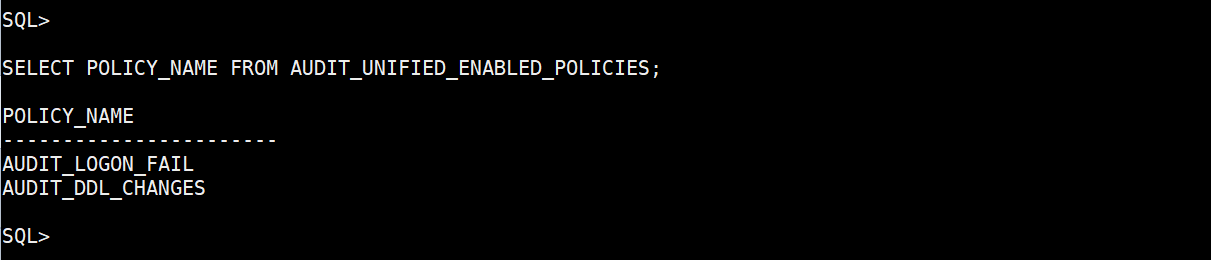 SQL>
SELECT POLICY_NAME FROM AUDIT_UNIFIED_ENABLED_POLICIES;
POLICY_NAME
-----------------------
AUDIT_LOGON_FAIL
AUDIT_DDL_CHANGES
SQL>